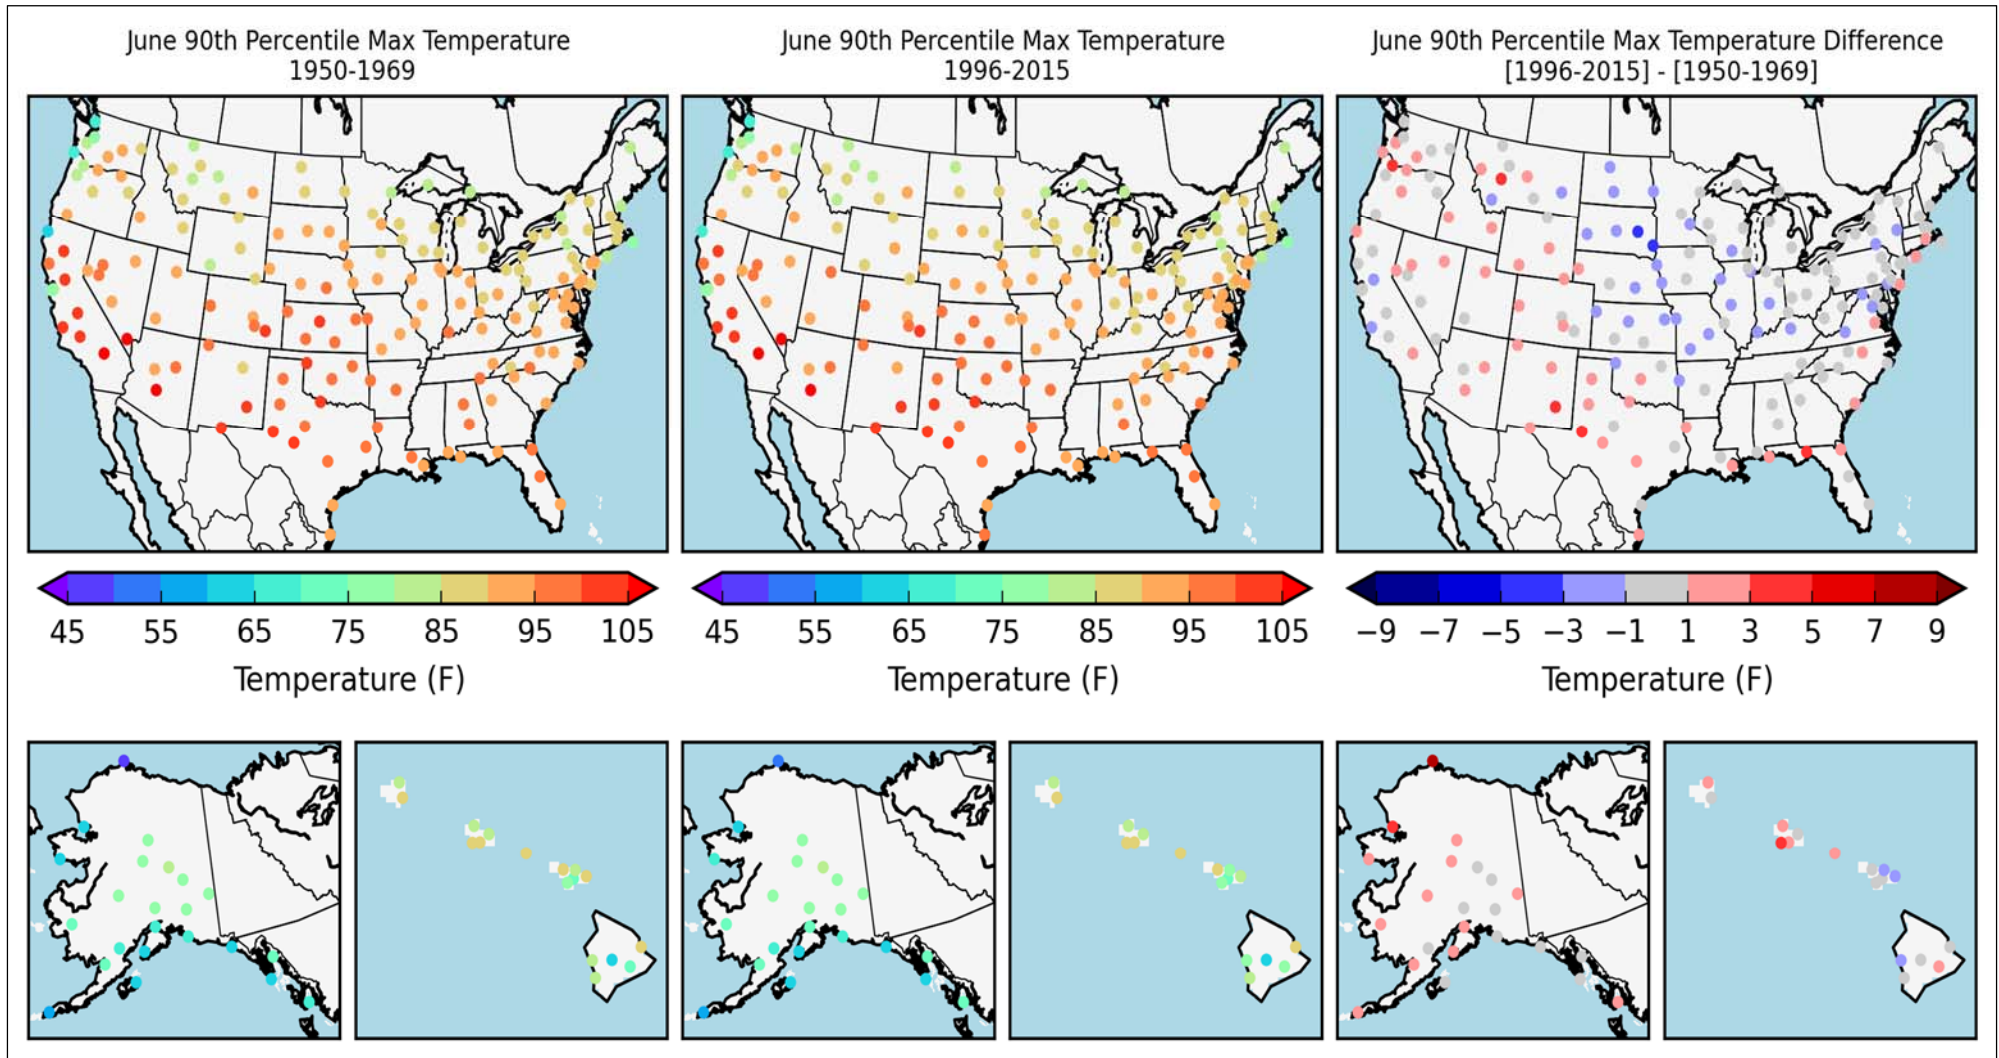 June 90th Percentile Max Temperature
1950-1969
June 90th Percentile Max Temperature
1996-2015
June 90th Percentile Max Temperature Difference
[1996-2015] - [1950-1969]
45 55 65 75 85 95 105
Temperature (F)
45 55 65 75 85 95 105
Temperature (F)
−9 −7 −5 −3 −1 1 3 5 7 9
Temperature (F)